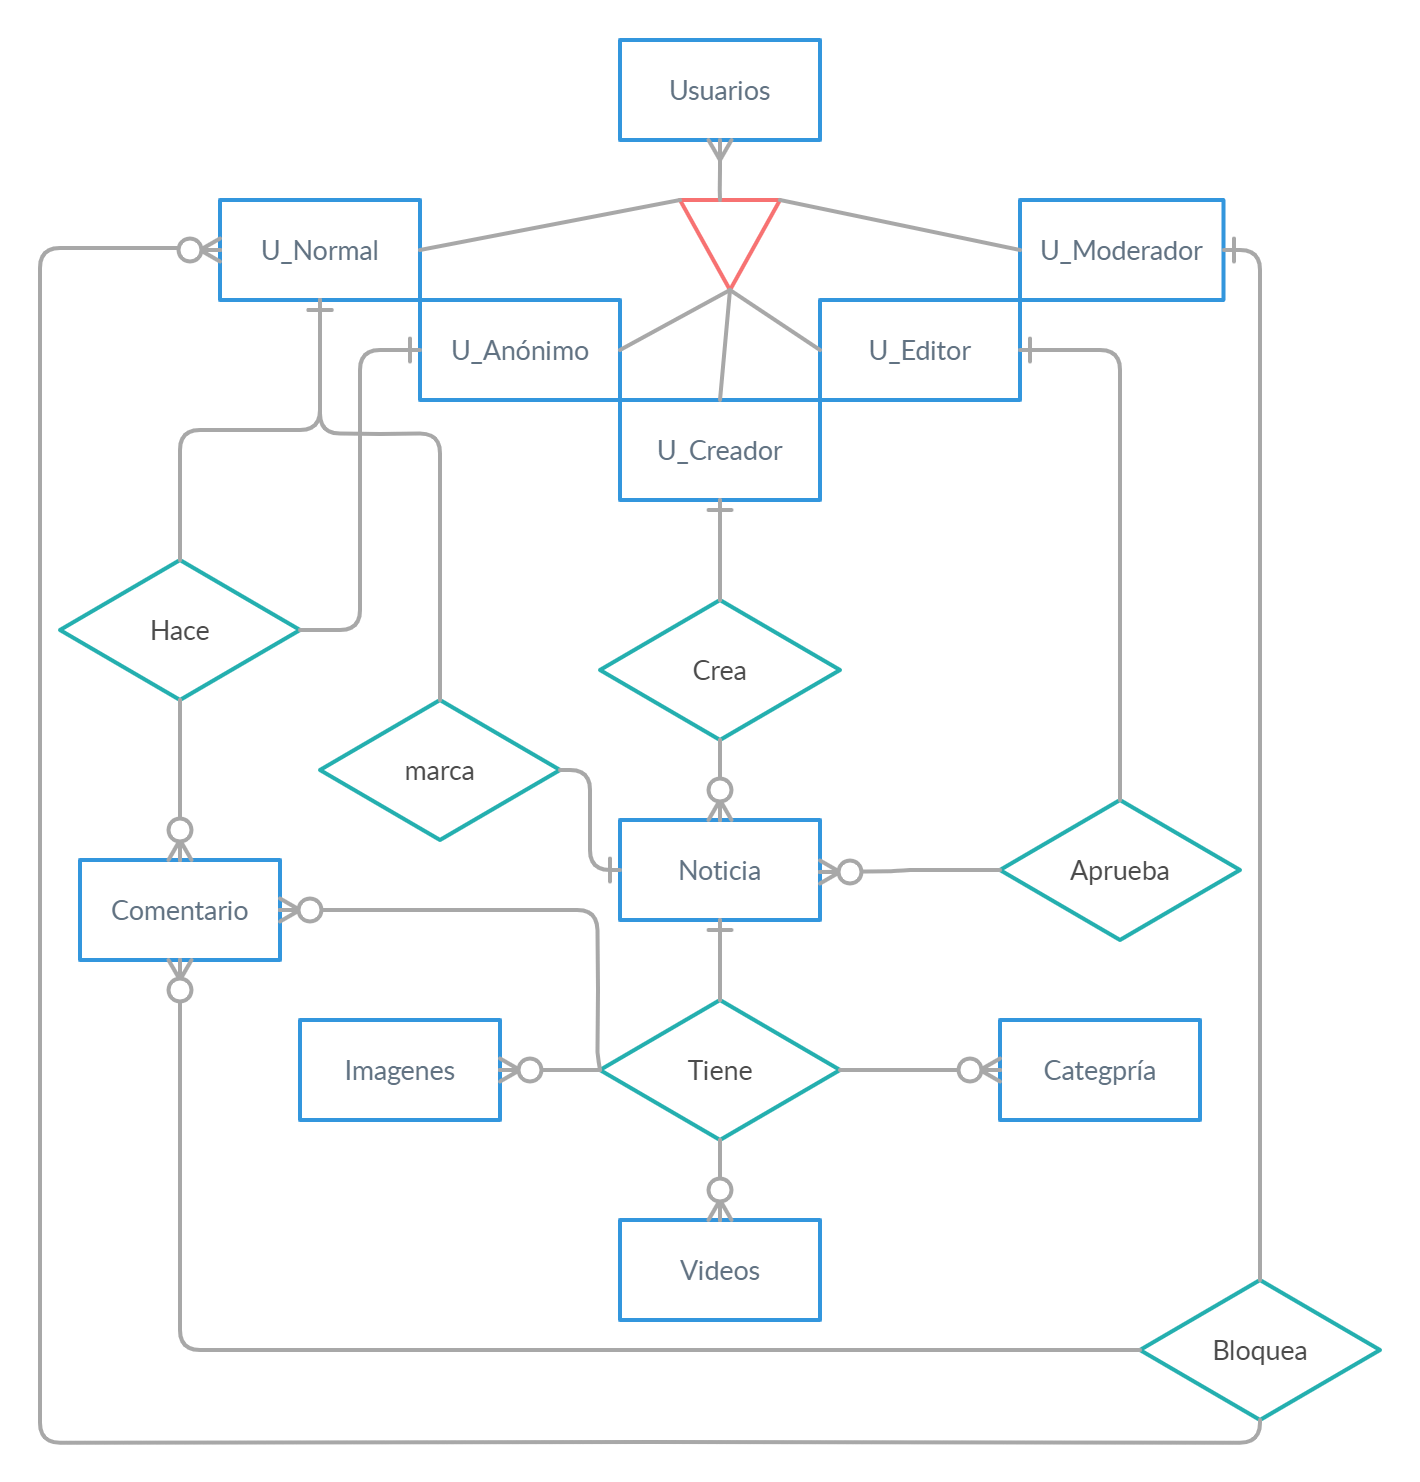 Usuarios
U_Normal
U_Moderador
U_Anónimo
U_Editor
U_Creador
Hace
Crea
marca
Noticia
Aprueba
Comentario
Imagenes
Tiene
Categpría
Videos
Bloquea